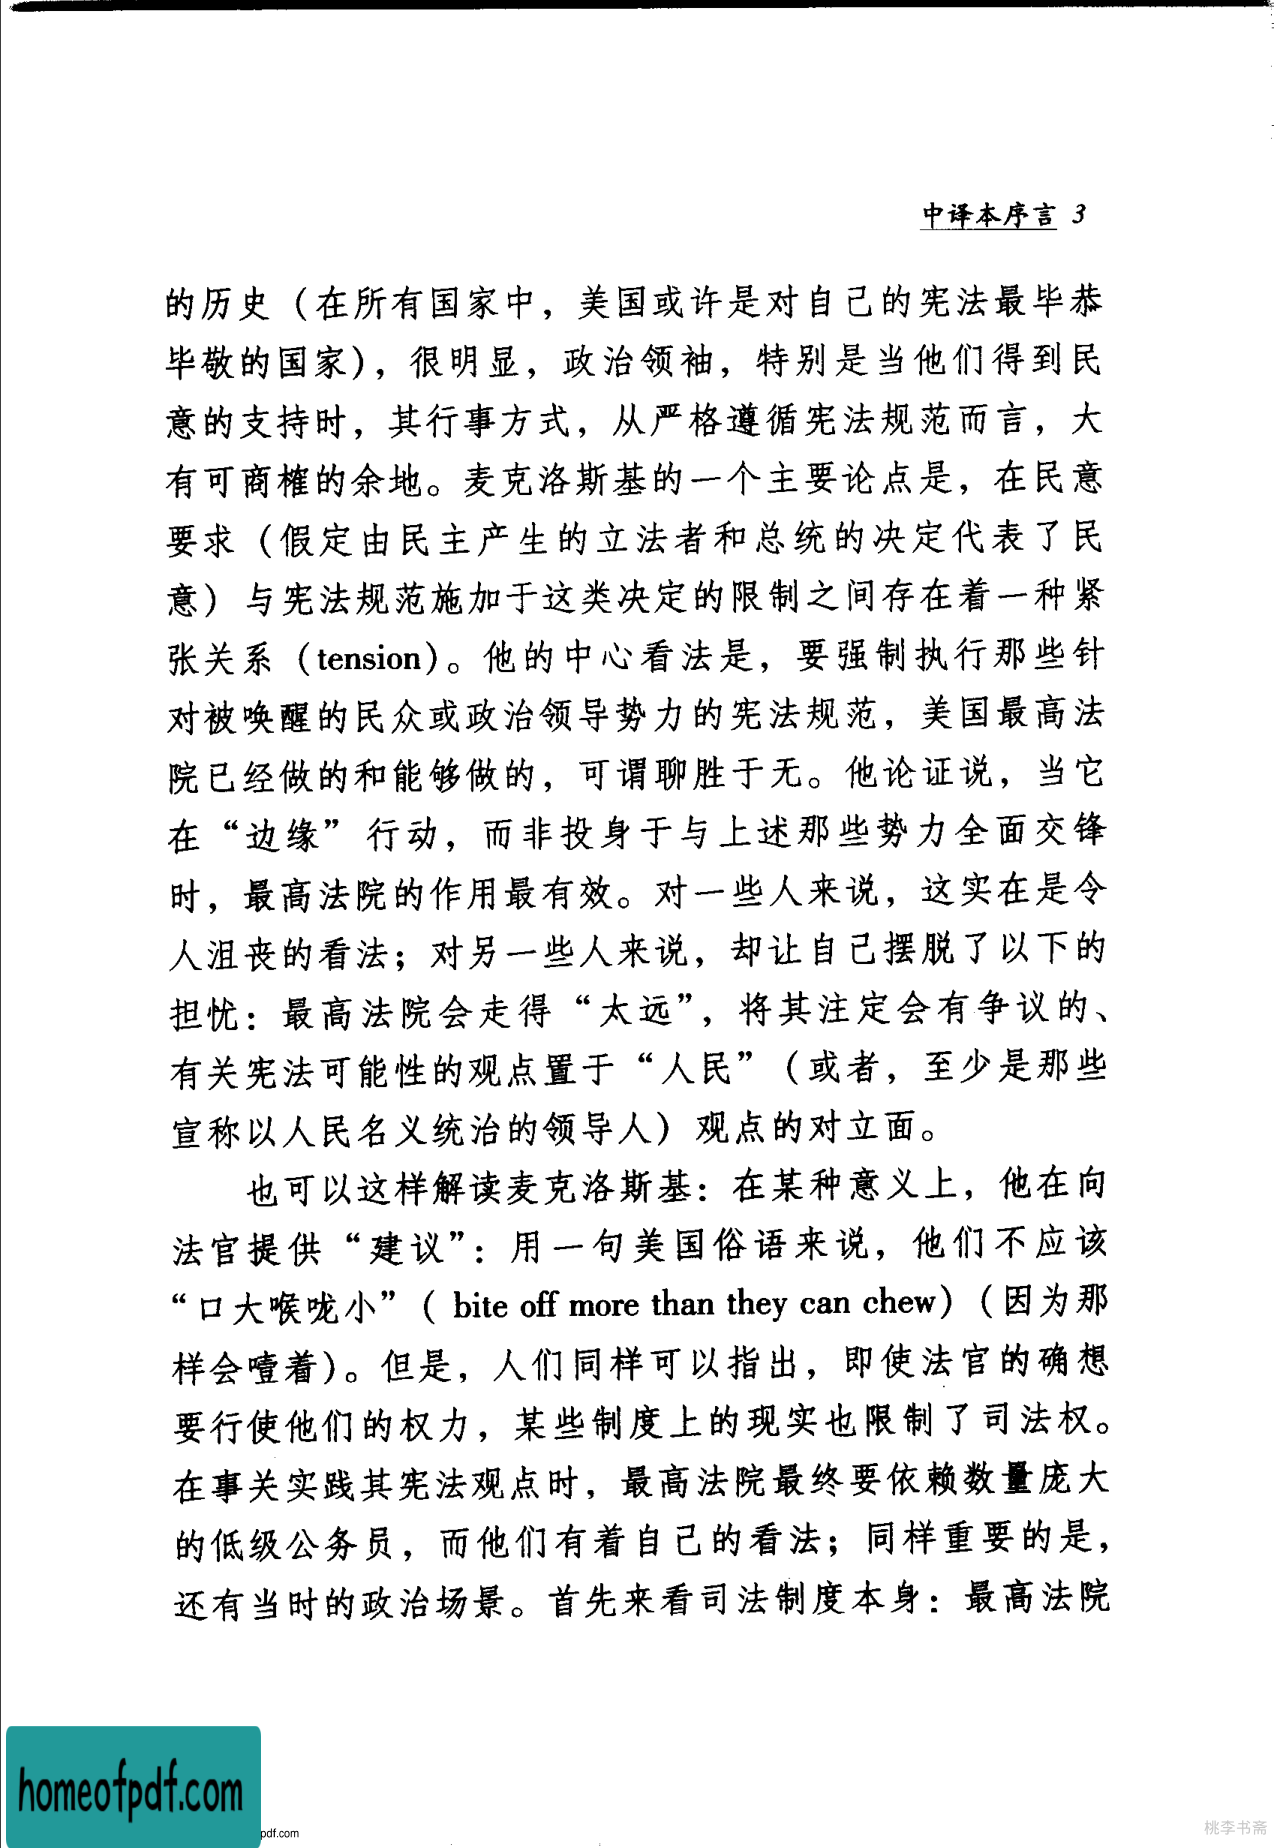 中译本序言 3
的历史（在所有国家中，美国或许是对自己的宪法最毕恭
毕敬的国家），很明显，政治领袖，特别是当他们得到民
意的支持时，其行事方式，从严格遵循宪法规范而言，大
有可商榷的余地。麦克洛斯基的一个主要论点是，在民意
要求（假定由民主产生的立法者和总统的决定代表了民
意）与宪法规范施加于这类决定的限制之间存在着一种紧
张关系（tension）。他的中心看法是，要强制执行那些针
对被唤醒的民众或政治领导势力的宪法规范，美国最高法
院已经做的和能够做的，可谓聊胜于无。他论证说，当它
在“边缘”行动，而非投身于与上述那些势力全面交锋
时，最高法院的作用最有效。对一些人来说，这实在是令
人沮丧的看法；对另一些人来说，却让自己摆脱了以下的
担忧：最高法院会走得“太远”，将其注定会有争议的、
有关宪法可能性的观点置于“人民”（或者，至少是那些
宣称以人民名义统治的领导人）观点的对立面。
也可以这样解读麦克洛斯基：在某种意义上，他在向
法官提供“建议”：用一句美国俗语来说，他们不应该
“口大喉咙小”（bite off more than they can chew）（因为那
样会噎着）。但是，人们同样可以指出，即使法官的确想
要行使他们的权力，某些制度上的现实也限制了司法权。
在事关实践其宪法观点时，最高法院最终要依赖数量庞大
的低级公务员，而他们有着自己的看法；同样重要的是，
还有当时的政治场景。首先来看司法制度本身：最高法院
homeofpdf.com
pdf.com
桃李书斋